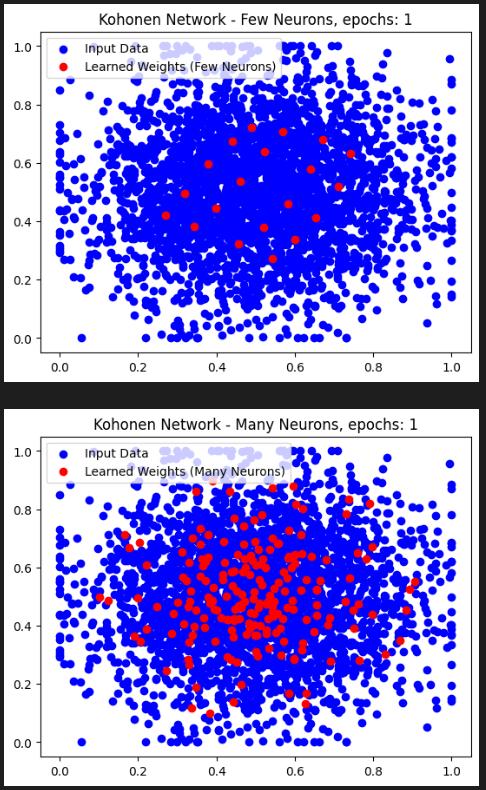 Kohonen Network - Few Neurons, epochs: 1
1.0
0.8
0.6
0.4
0.2
0.0
Input Data
Learned Weights (Few Neurons)
0.0 0.2 0.4 0.6 0.8 1.0
Kohonen Network - Many Neurons, epochs: 1
1.0
0.8
0.6
0.4
0.2
0.0
Input Data
Learned Weights (Many Neurons)
0.0 0.2 0.4 0.6 0.8 1.0